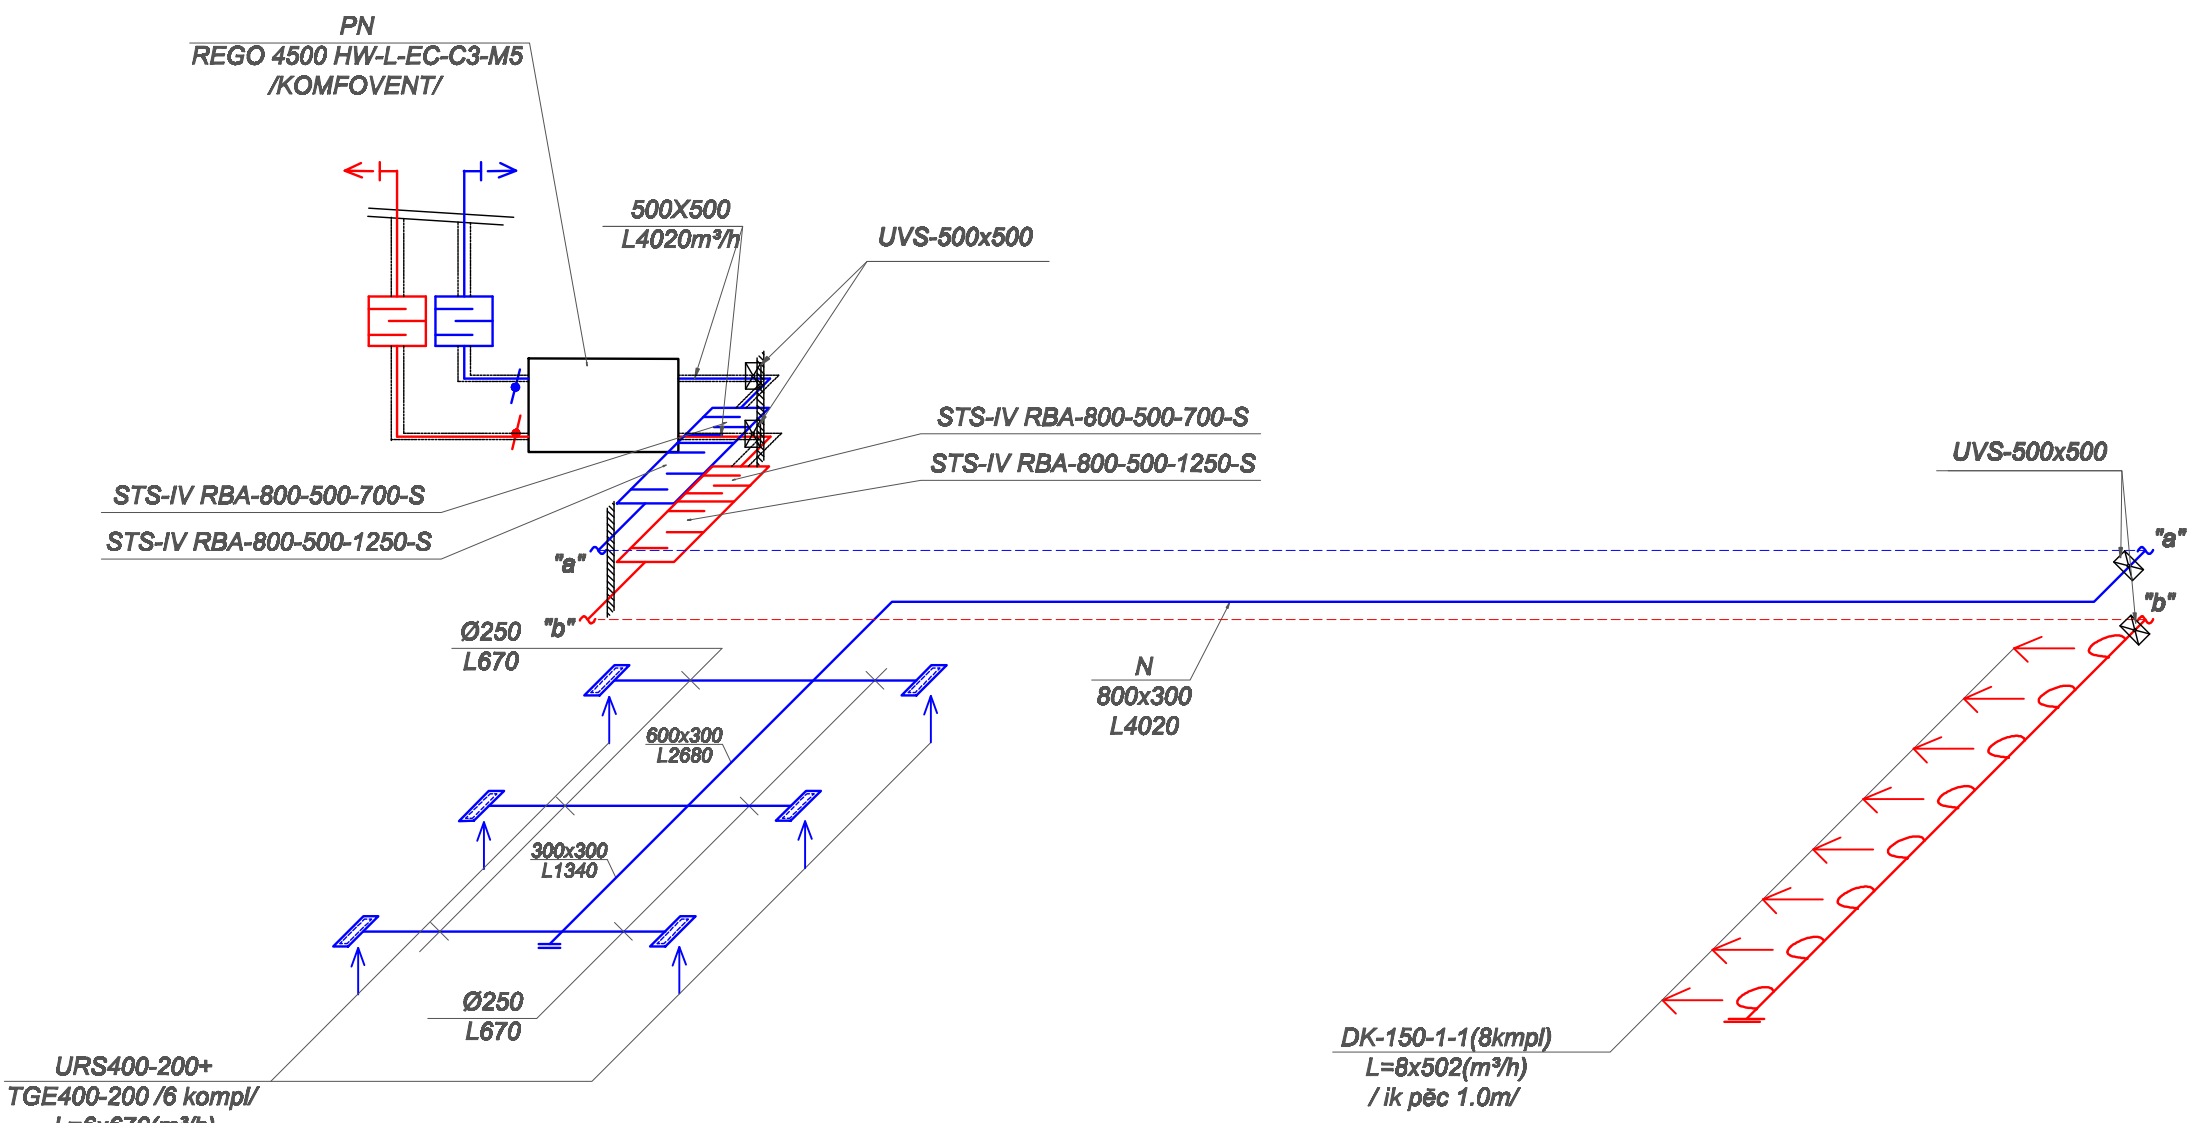 PN
REGO 4500 HW-L-EC-C3-M5
/KOMFOVENT/
500X500
L4020m³/h
UVS-500x500
STS-IV RBA-800-500-700-S
STS-IV RBA-800-500-1250-S
UVS-500x500
STS-IV RBA-800-500-700-S
STS-IV RBA-800-500-1250-S
"a"
"a"
"b"
"b"
Ø250
L670
N
800x300
L4020
600x300
L2680
300x300
L1340
Ø250
L670
URS400-200+
TGE400-200 /6 kompl/
L=6x670(m³/h)
DK-150-1-1(8kmpl)
L=8x502(m³/h)
/ ik pēc 1.0m/